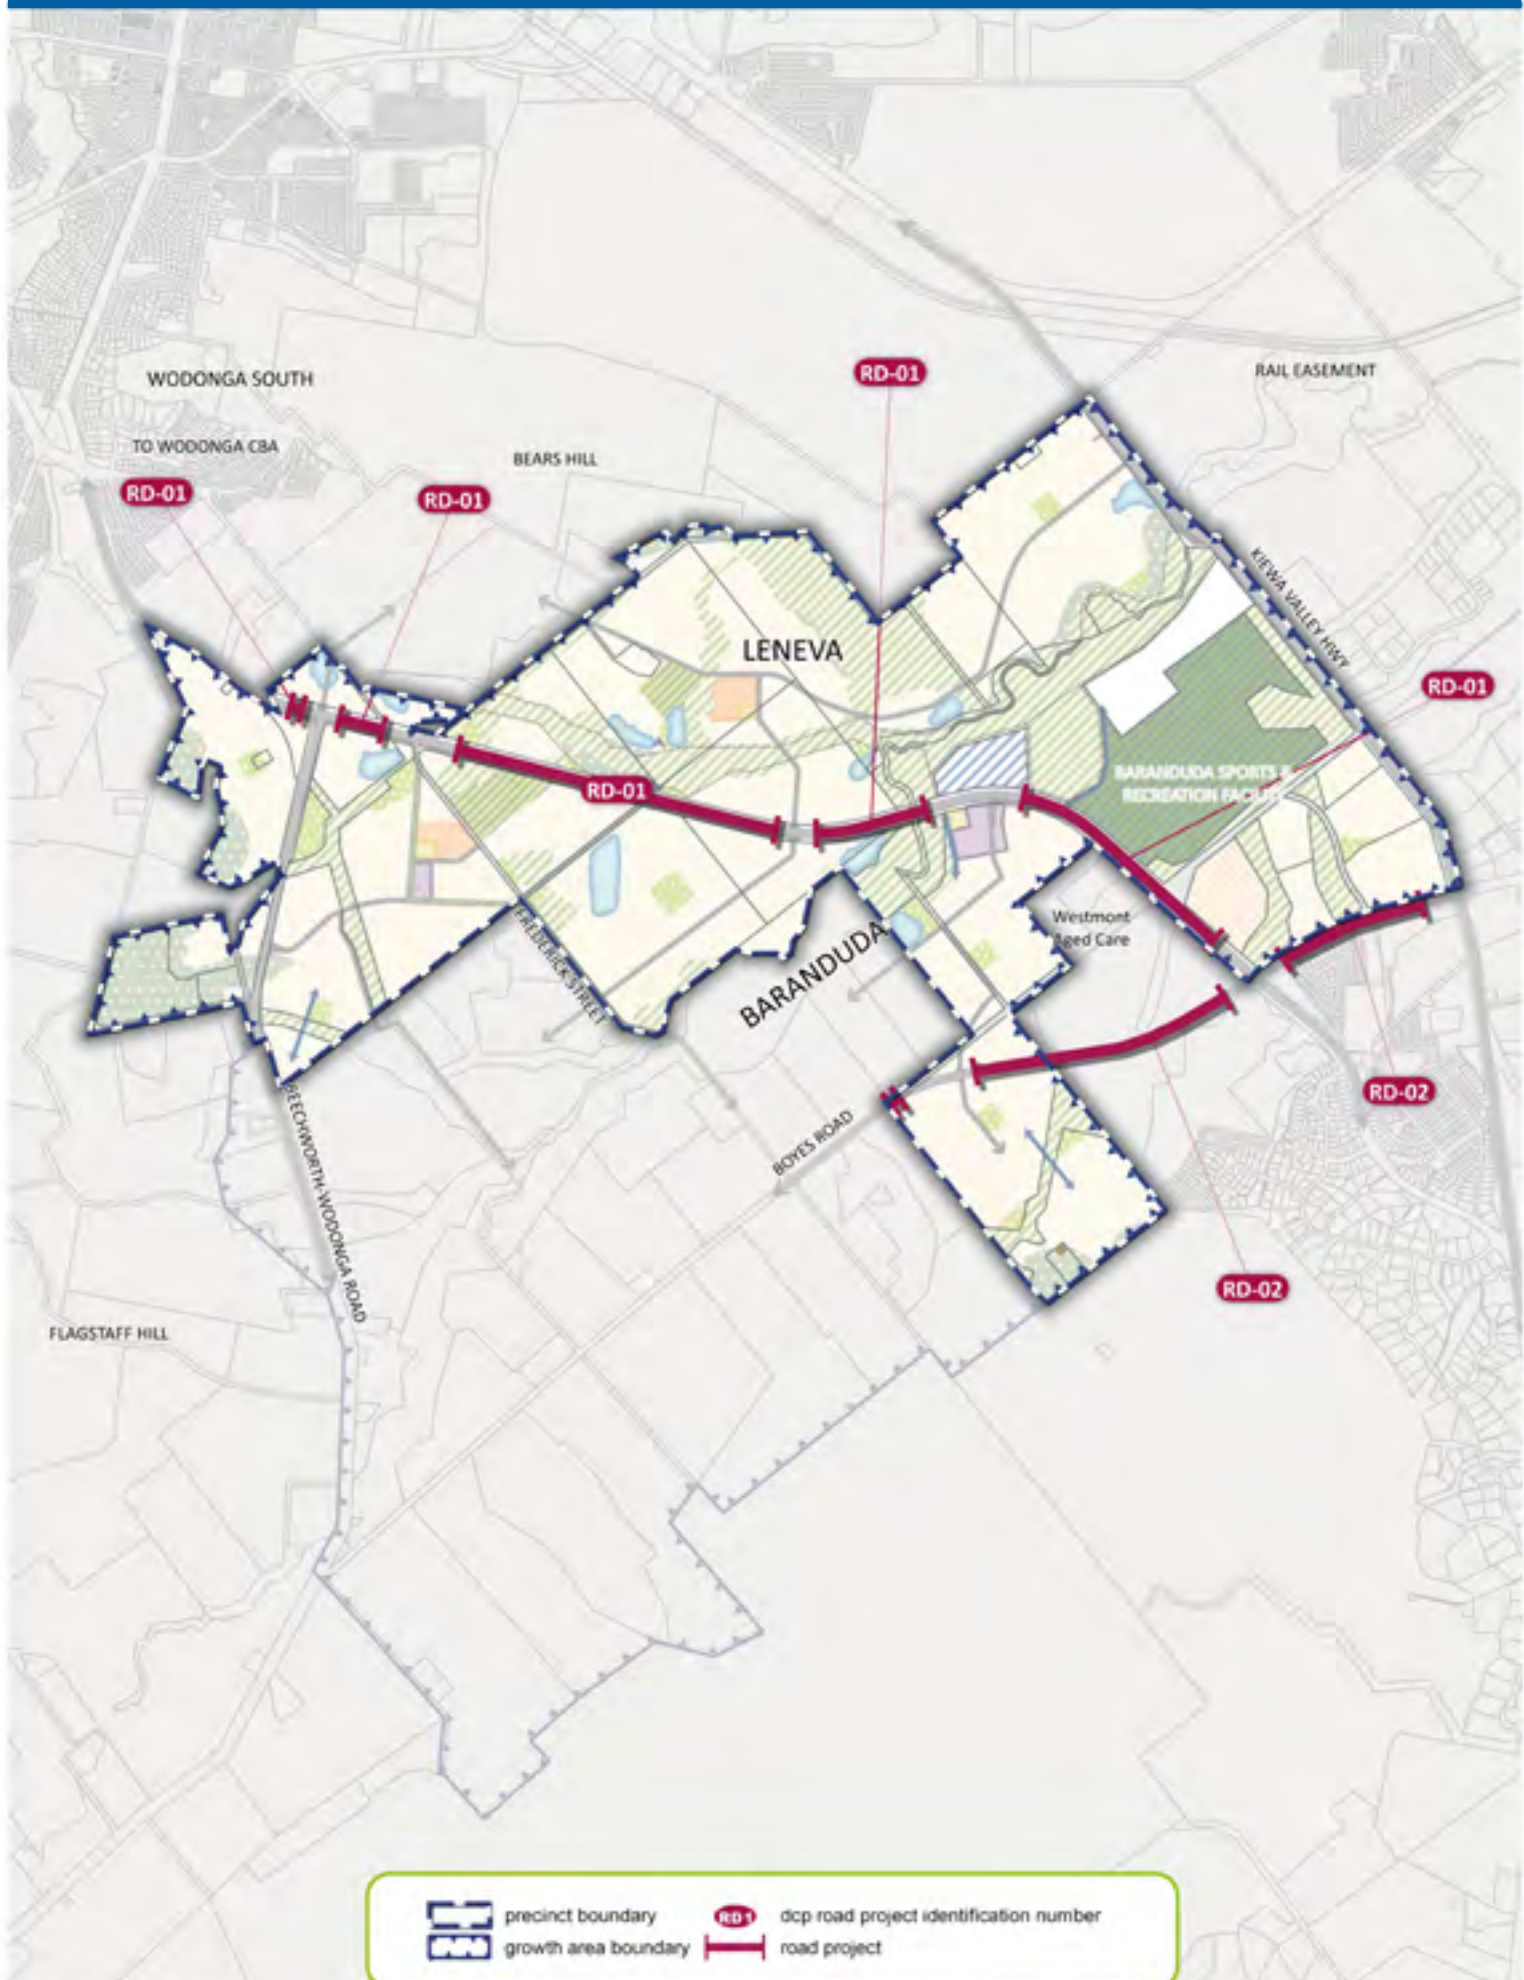 RD-01
RAIL EASEMENT
WODONGA SOUTH
TO WODONGA CBA
BEARS HILL
RD-01
RD-01
KIEWA VALLEY HWY
LENEVA
RD-01
BARANDUDA SPORTS &
RECREATION FACILITY
RD-01
Westmont
Aged Care
FREDERICK STREET
BARANDUDA
RD-02
BOYES ROAD
BEECHWORTH-WODONGA ROAD
RD-02
FLAGSTAFF HILL
precinct boundary
RD1
dcp road project identification number
growth area boundary
road project